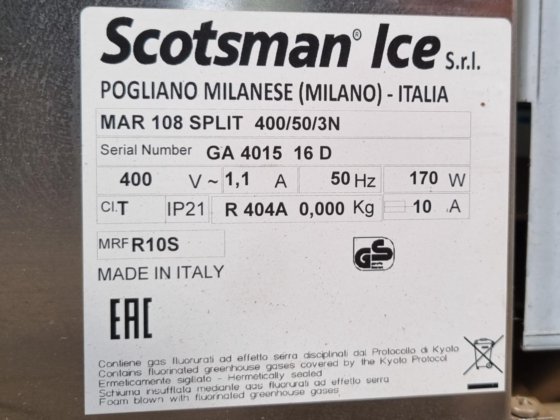 Scotsman® Ice S.r.l.
POGLIANO MILANESE (MILANO) - ITALIA
MAR 108 SPLIT 400/50/3N
Serial Number GA 4015 16 D
400 V ~ 1,1 A 50 Hz 170 W
Cl. T IP21 R 404A 0,000 Kg 10 A
MRF R10S
GS
MADE IN ITALY
EAC
Contiene gas fluorurati ad effetto serra disciplinati dal Protocollo di Kyoto
Contains fluorinated greenhouse gases covered by the Kyoto Protocol
Ermeticamente sigillato - Hermetically sealed
Schiuma insufflata mediante gas fluorurati ad effetto serra
Foam blown with fluorinated greenhouse gases